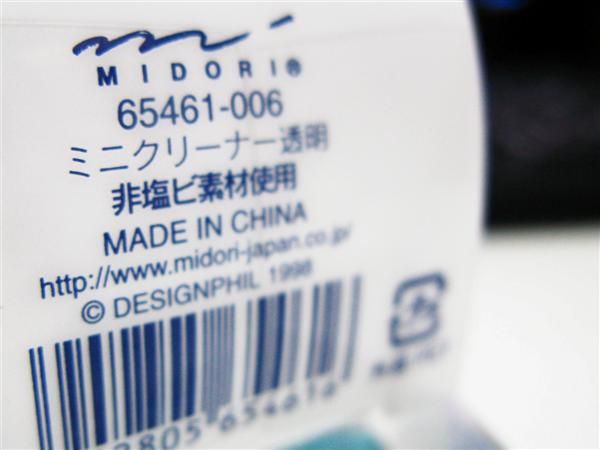 MIDORI®
65461-006
ミニクリーナー透明
非塩ビ素材使用
MADE IN CHINA
http://www.midori-japan.co.jp/
© DESIGNPHIL 1998